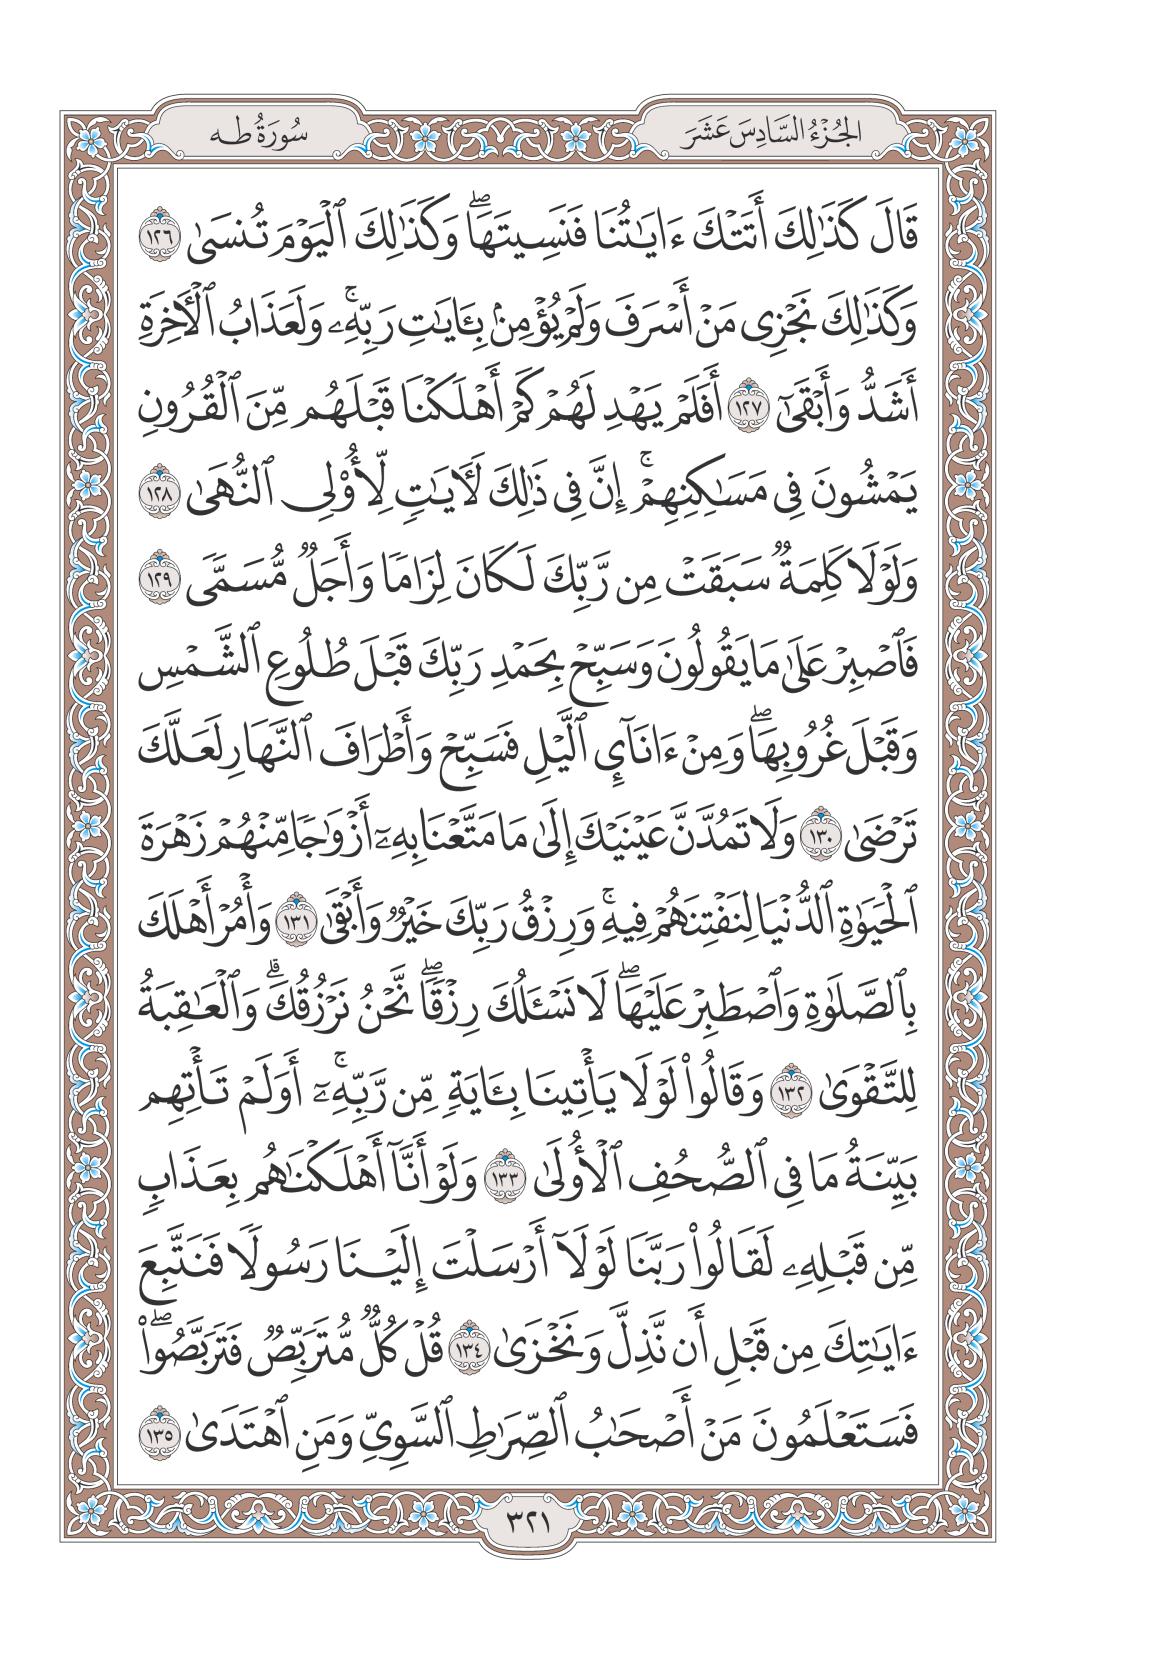 الجُزْءُ السَّادِسَ عَشَرَ
سُورَةُ طه
قَالَ كَذَٰلِكَ أَتَتۡكَ ءَايَٰتُنَا فَنَسِيتَهَاۖ وَكَذَٰلِكَ ٱلۡيَوۡمَ تُنسَىٰ ١٢٦
وَكَذَٰلِكَ نَجۡزِي مَنۡ أَسۡرَفَ وَلَمۡ يُؤۡمِنۢ بِـَٔايَٰتِ رَبِّهِۦۚ وَلَعَذَابُ ٱلۡأٓخِرَةِ
أَشَدُّ وَأَبۡقَىٰٓ ١٢٧ أَفَلَمۡ يَهۡدِ لَهُمۡ كَمۡ أَهۡلَكۡنَا قَبۡلَهُم مِّنَ ٱلۡقُرُونِ
يَمۡشُونَ فِي مَسَٰكِنِهِمۡۚ إِنَّ فِي ذَٰلِكَ لَأٓيَٰتٖ لِّأُوْلِي ٱلنُّهَىٰ ١٢٨
وَلَوۡلَا كَلِمَةٞ سَبَقَتۡ مِن رَّبِّكَ لَكَانَ لِزَامٗا وَأَجَلٞ مُّسَمّٗى ١٢٩
فَٱصۡبِرۡ عَلَىٰ مَا يَقُولُونَ وَسَبِّحۡ بِحَمۡدِ رَبِّكَ قَبۡلَ طُلُوعِ ٱلشَّمۡسِ
وَقَبۡلَ غُرُوبِهَاۖ وَمِنۡ ءَانَآيِٕ ٱلَّيۡلِ فَسَبِّحۡ وَأَطۡرَافَ ٱلنَّهَارِ لَعَلَّكَ
تَرۡضَىٰ ١٣٠ وَلَا تَمُدَّنَّ عَيۡنَيۡكَ إِلَىٰ مَا مَتَّعۡنَا بِهِۦٓ أَزۡوَٰجٗا مِّنۡهُمۡ زَهۡرَةَ
ٱلۡحَيَوٰةِ ٱلدُّنۡيَا لِنَفۡتِنَهُمۡ فِيهِۚ وَرِزۡقُ رَبِّكَ خَيۡرٞ وَأَبۡقَىٰ ١٣١ وَأۡمُرۡ أَهۡلَكَ
بِٱلصَّلَوٰةِ وَٱصۡطَبِرۡ عَلَيۡهَاۖ لَا نَسۡـَٔلُكَ رِزۡقٗاۖ نَّحۡنُ نَرۡزُقُكَۗ وَٱلۡعَٰقِبَةُ
لِلتَّقۡوَىٰ ١٣٢ وَقَالُواْ لَوۡلَا يَأۡتِينَا بِـَٔايَةٖ مِّن رَّبِّهِۦٓۚ أَوَلَمۡ تَأۡتِهِم
بَيِّنَةُ مَا فِي ٱلصُّحُفِ ٱلۡأُولَىٰ ١٣٣ وَلَوۡ أَنَّآ أَهۡلَكۡنَٰهُم بِعَذَابٖ
مِّن قَبۡلِهِۦ لَقَالُواْ رَبَّنَا لَوۡلَآ أَرۡسَلۡتَ إِلَيۡنَا رَسُولٗا فَنَتَّبِعَ
ءَايَٰتِكَ مِن قَبۡلِ أَن نَّذِلَّ وَنَخۡزَىٰ ١٣٤ قُلۡ كُلّٞ مُّتَرَبِّصٞ فَتَرَبَّصُواْۖ
فَسَتَعۡلَمُونَ مَنۡ أَصۡحَٰبُ ٱلصِّرَٰطِ ٱلسَّوِيِّ وَمَنِ ٱهۡتَدَىٰ ١٣٥
٣٢١